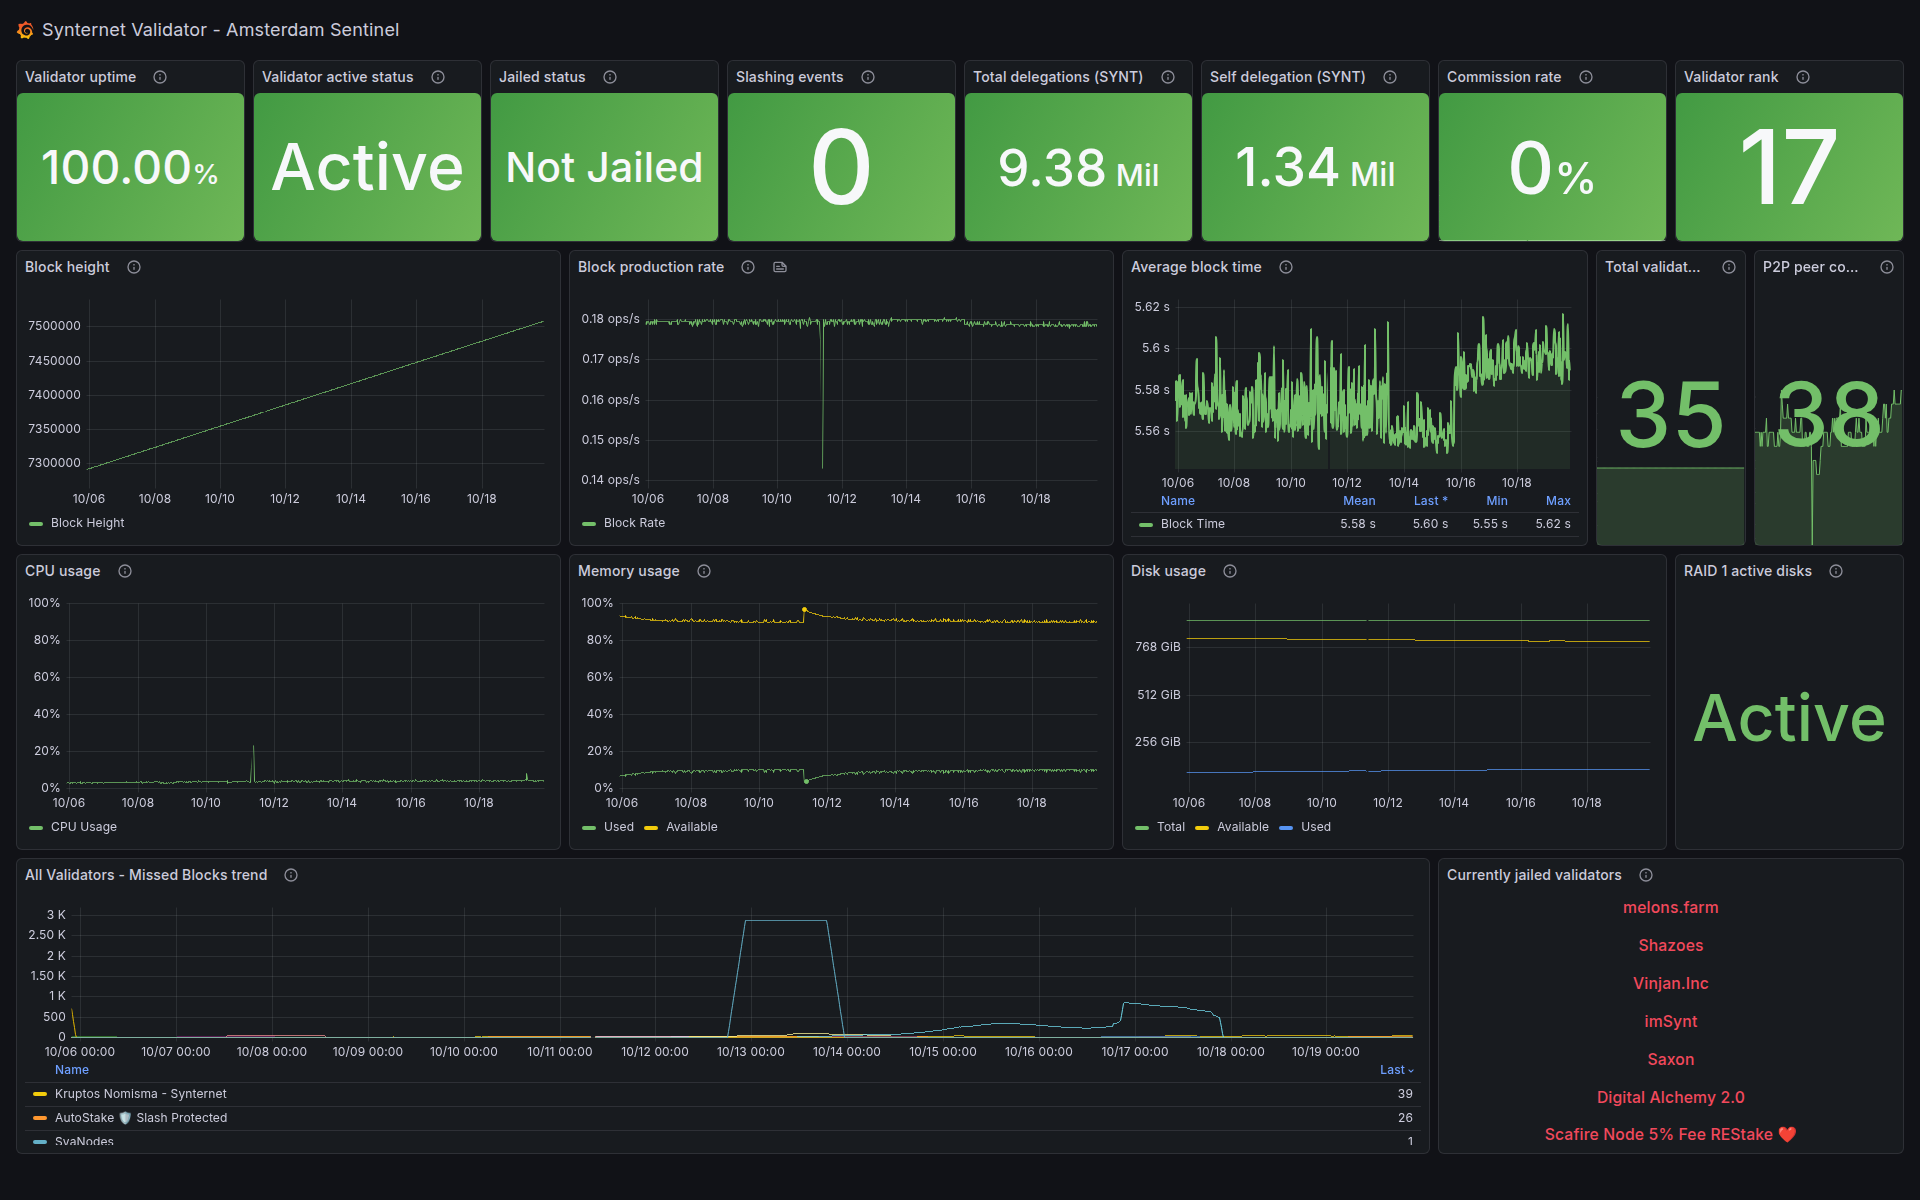 Synternet Validator - Amsterdam Sentinel
Validator uptime
100.00%
Validator active status
Active
Jailed status
Not Jailed
Slashing events
0
Total delegations (SYNT)
9.38 Mil
Self delegation (SYNT)
1.34 Mil
Commission rate
0%
Validator rank
17
Block height
7500000
7450000
7400000
7350000
7300000
10/06 10/08 10/10 10/12 10/14 10/16 10/18
Block Height
Block production rate
0.18 ops/s
0.17 ops/s
0.16 ops/s
0.15 ops/s
0.14 ops/s
10/06 10/08 10/10 10/12 10/14 10/16 10/18
Block Rate
Average block time
5.62 s
5.6 s
5.58 s
5.56 s
10/06 10/08 10/10 10/12 10/14 10/16 10/18
Name Mean Last * Min Max
Block Time 5.58 s 5.60 s 5.55 s 5.62 s
Total validat...
35
P2P peer co...
38
CPU usage
100%
80%
60%
40%
20%
0%
10/06 10/08 10/10 10/12 10/14 10/16 10/18
CPU Usage
Memory usage
100%
80%
60%
40%
20%
0%
10/06 10/08 10/10 10/12 10/14 10/16 10/18
Used Available
Disk usage
768 GiB
512 GiB
256 GiB
10/06 10/08 10/10 10/12 10/14 10/16 10/18
Total Available Used
RAID 1 active disks
Active
All Validators - Missed Blocks trend
3 K
2.50 K
2 K
1.50 K
1 K
500
0
10/06 00:00 10/07 00:00 10/08 00:00 10/09 00:00 10/10 00:00 10/11 00:00 10/12 00:00 10/13 00:00 10/14 00:00 10/15 00:00 10/16 00:00 10/17 00:00 10/18 00:00 10/19 00:00
Name Last
Kruptos Nomisma - Synternet 39
AutoStake 🛡️ Slash Protected 26
SvaNodes 1
Currently jailed validators
melons.farm
Shazoes
Vinjan.Inc
imSynt
Saxon
Digital Alchemy 2.0
Scafire Node 5% Fee REStake ❤️